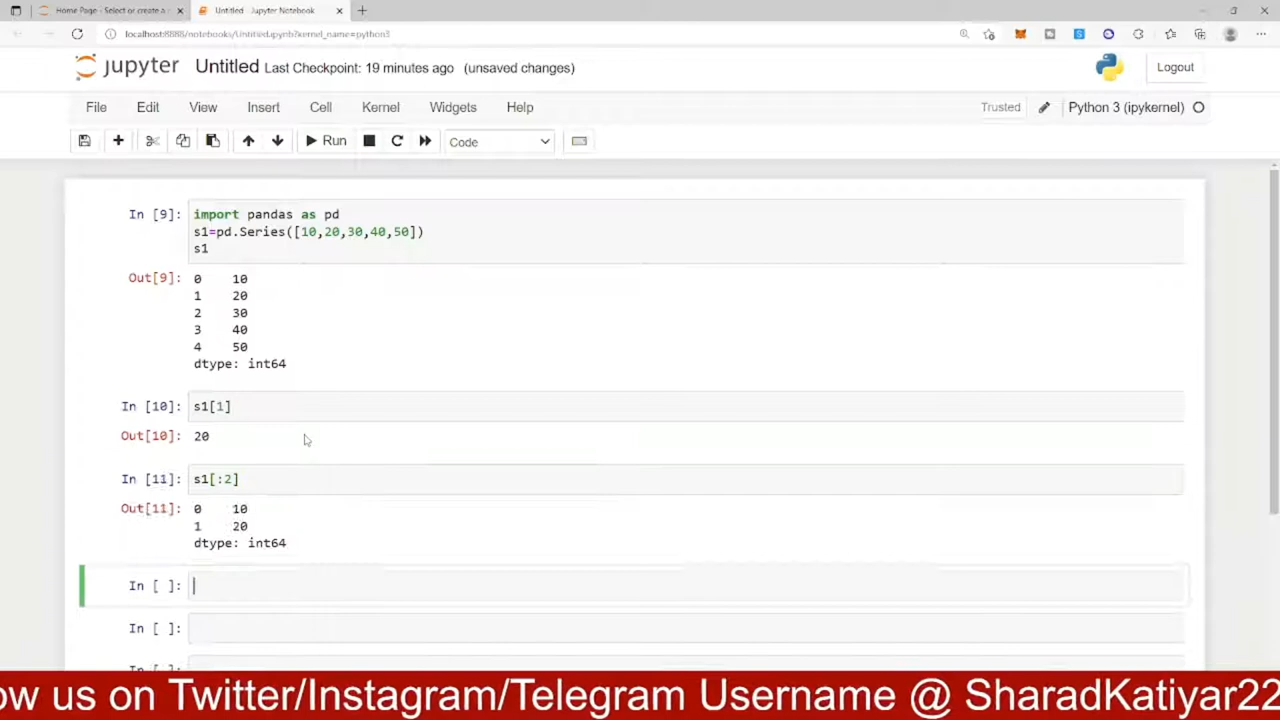 Home Page - Select or create a
Untitled - Jupyter Notebook
localhost:8888/notebooks/Untitled.ipynb?kernel_name=python3
jupyter Untitled Last Checkpoint: 19 minutes ago (unsaved changes)
Logout
File Edit View Insert Cell Kernel Widgets Help
Trusted
Python 3 (ipykernel)
Run
Code
In [9]: import pandas as pd
s1=pd.Series([10,20,30,40,50])
s1
Out[9]: 0 10
1 20
2 30
3 40
4 50
dtype: int64
In [10]: s1[1]
Out[10]: 20
In [11]: s1[:2]
Out[11]: 0 10
1 20
dtype: int64
In [ ]:
In [ ]:
In [ ]:
ow us on Twitter/Instagram/Telegram Username @ SharadKatiyar22